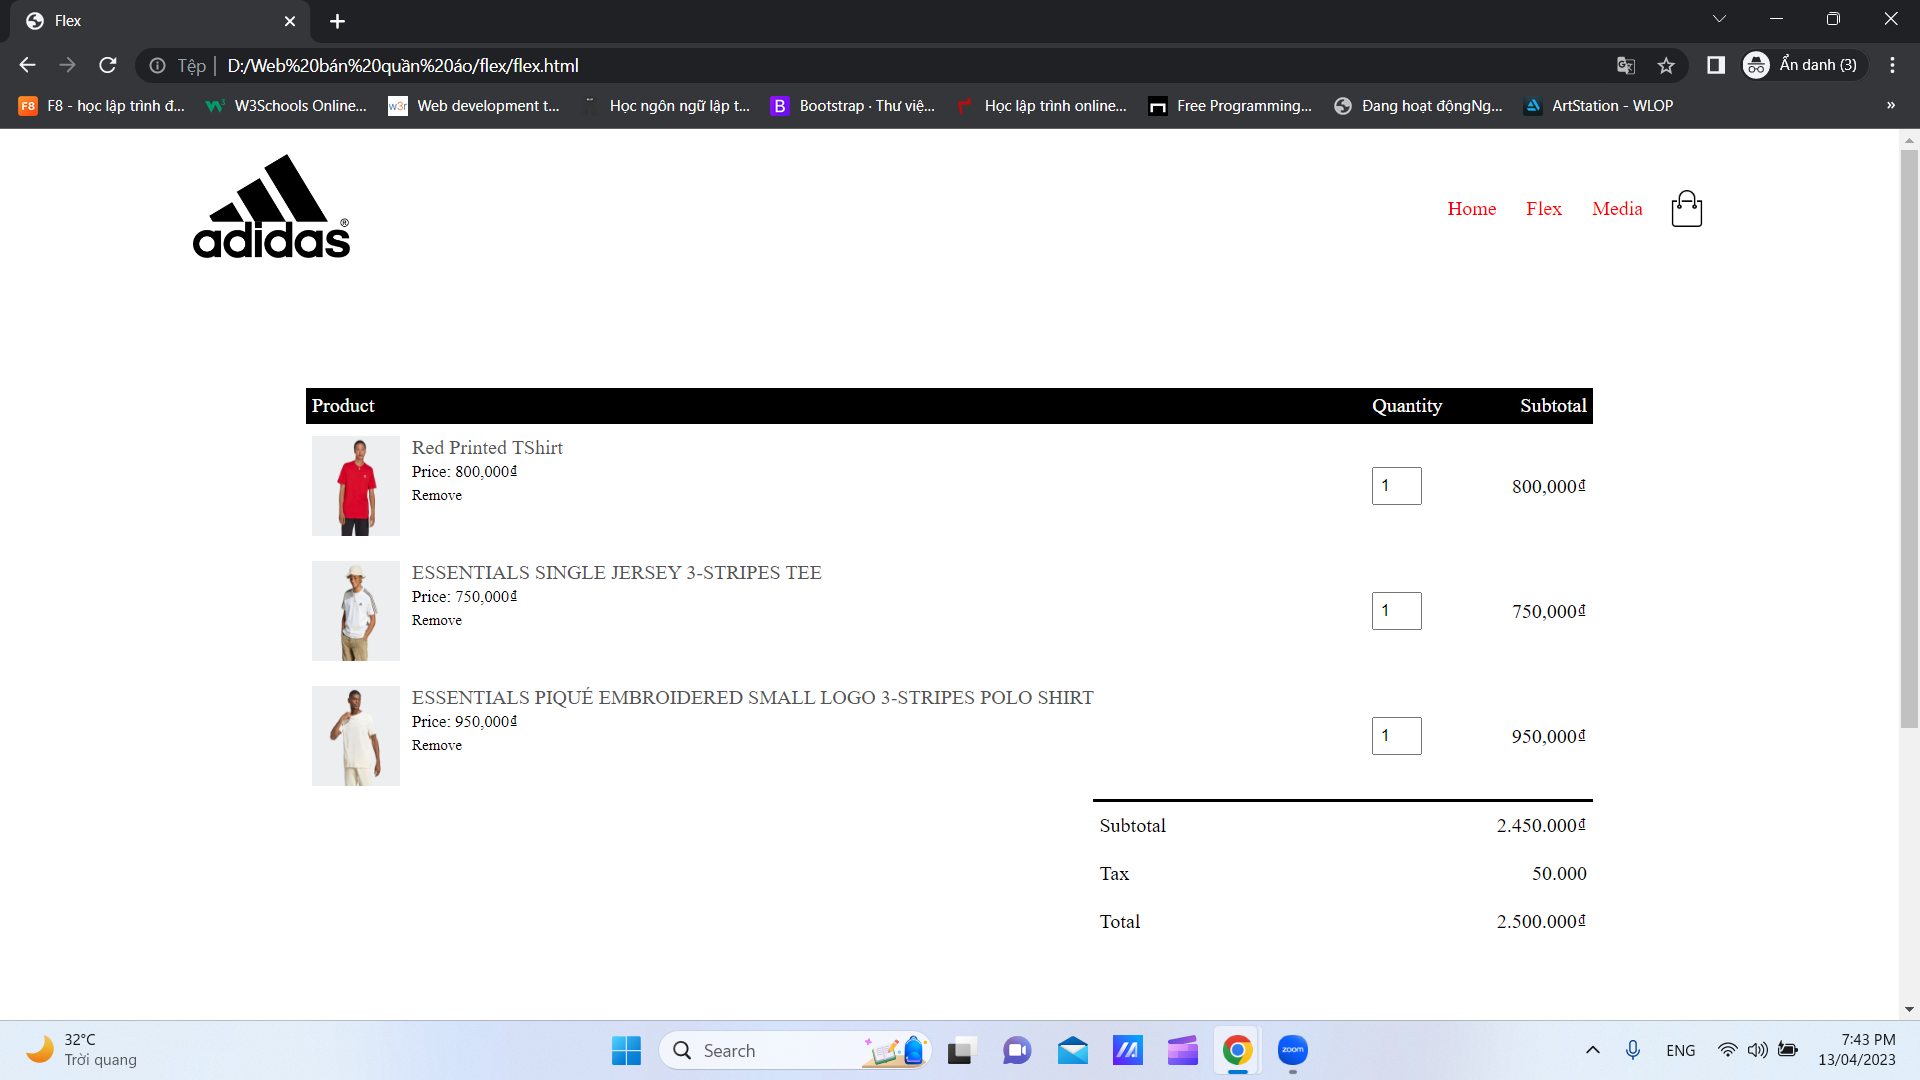 Flex
Tệp | D:/Web%20bán%20quần%20áo/flex/flex.html
Ẩn danh (3)
F8 F8 - học lập trình đ... W3Schools Online... w3r Web development t... Học ngôn ngữ lập t... B Bootstrap · Thư việ... Học lập trình online... Free Programming... Đang hoạt độngNg... ArtStation - WLOP »
adidas®
Home Flex Media
Product Quantity Subtotal
Red Printed TShirt
Price: 800,000₫
Remove
1 800,000₫
ESSENTIALS SINGLE JERSEY 3-STRIPES TEE
Price: 750,000₫
Remove
1 750,000₫
ESSENTIALS PIQUÉ EMBROIDERED SMALL LOGO 3-STRIPES POLO SHIRT
Price: 950,000₫
Remove
1 950,000₫
Subtotal 2.450.000₫
Tax 50.000
Total 2.500.000₫
32°C
Trời quang
Search
zoom
ENG
7:43 PM
13/04/2023